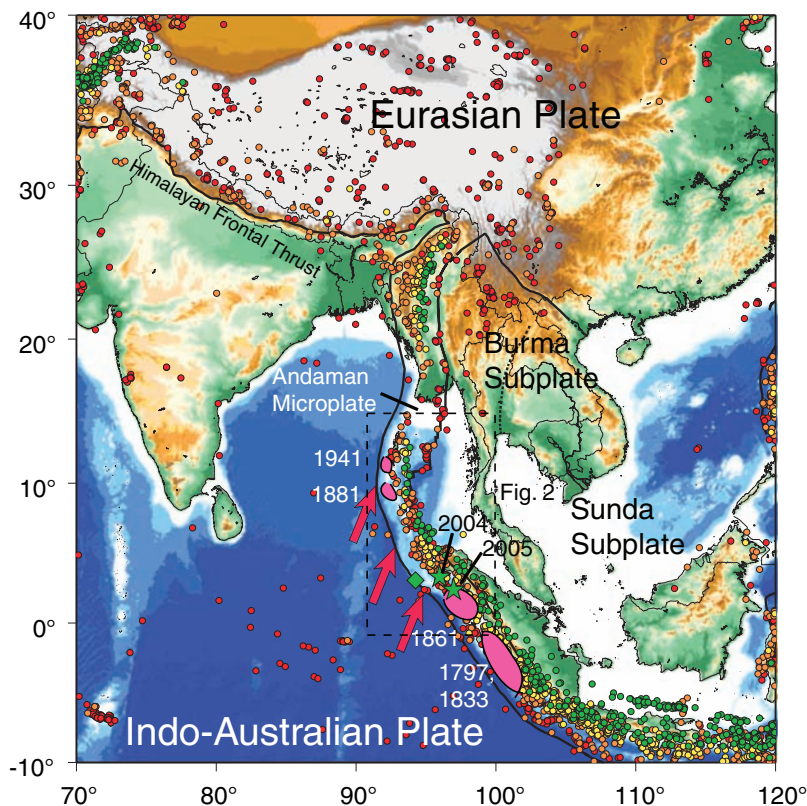 40°
30°
20°
10°
0°
-10°
70°
80°
90°
100°
110°
120°
Eurasian Plate
Himalayan Frontal Thrust
Burma
Subplate
Andaman
Microplate
1941
1881
Fig. 2
Sunda
Subplate
2004
2005
1861
1797,
1833
Indo-Australian Plate